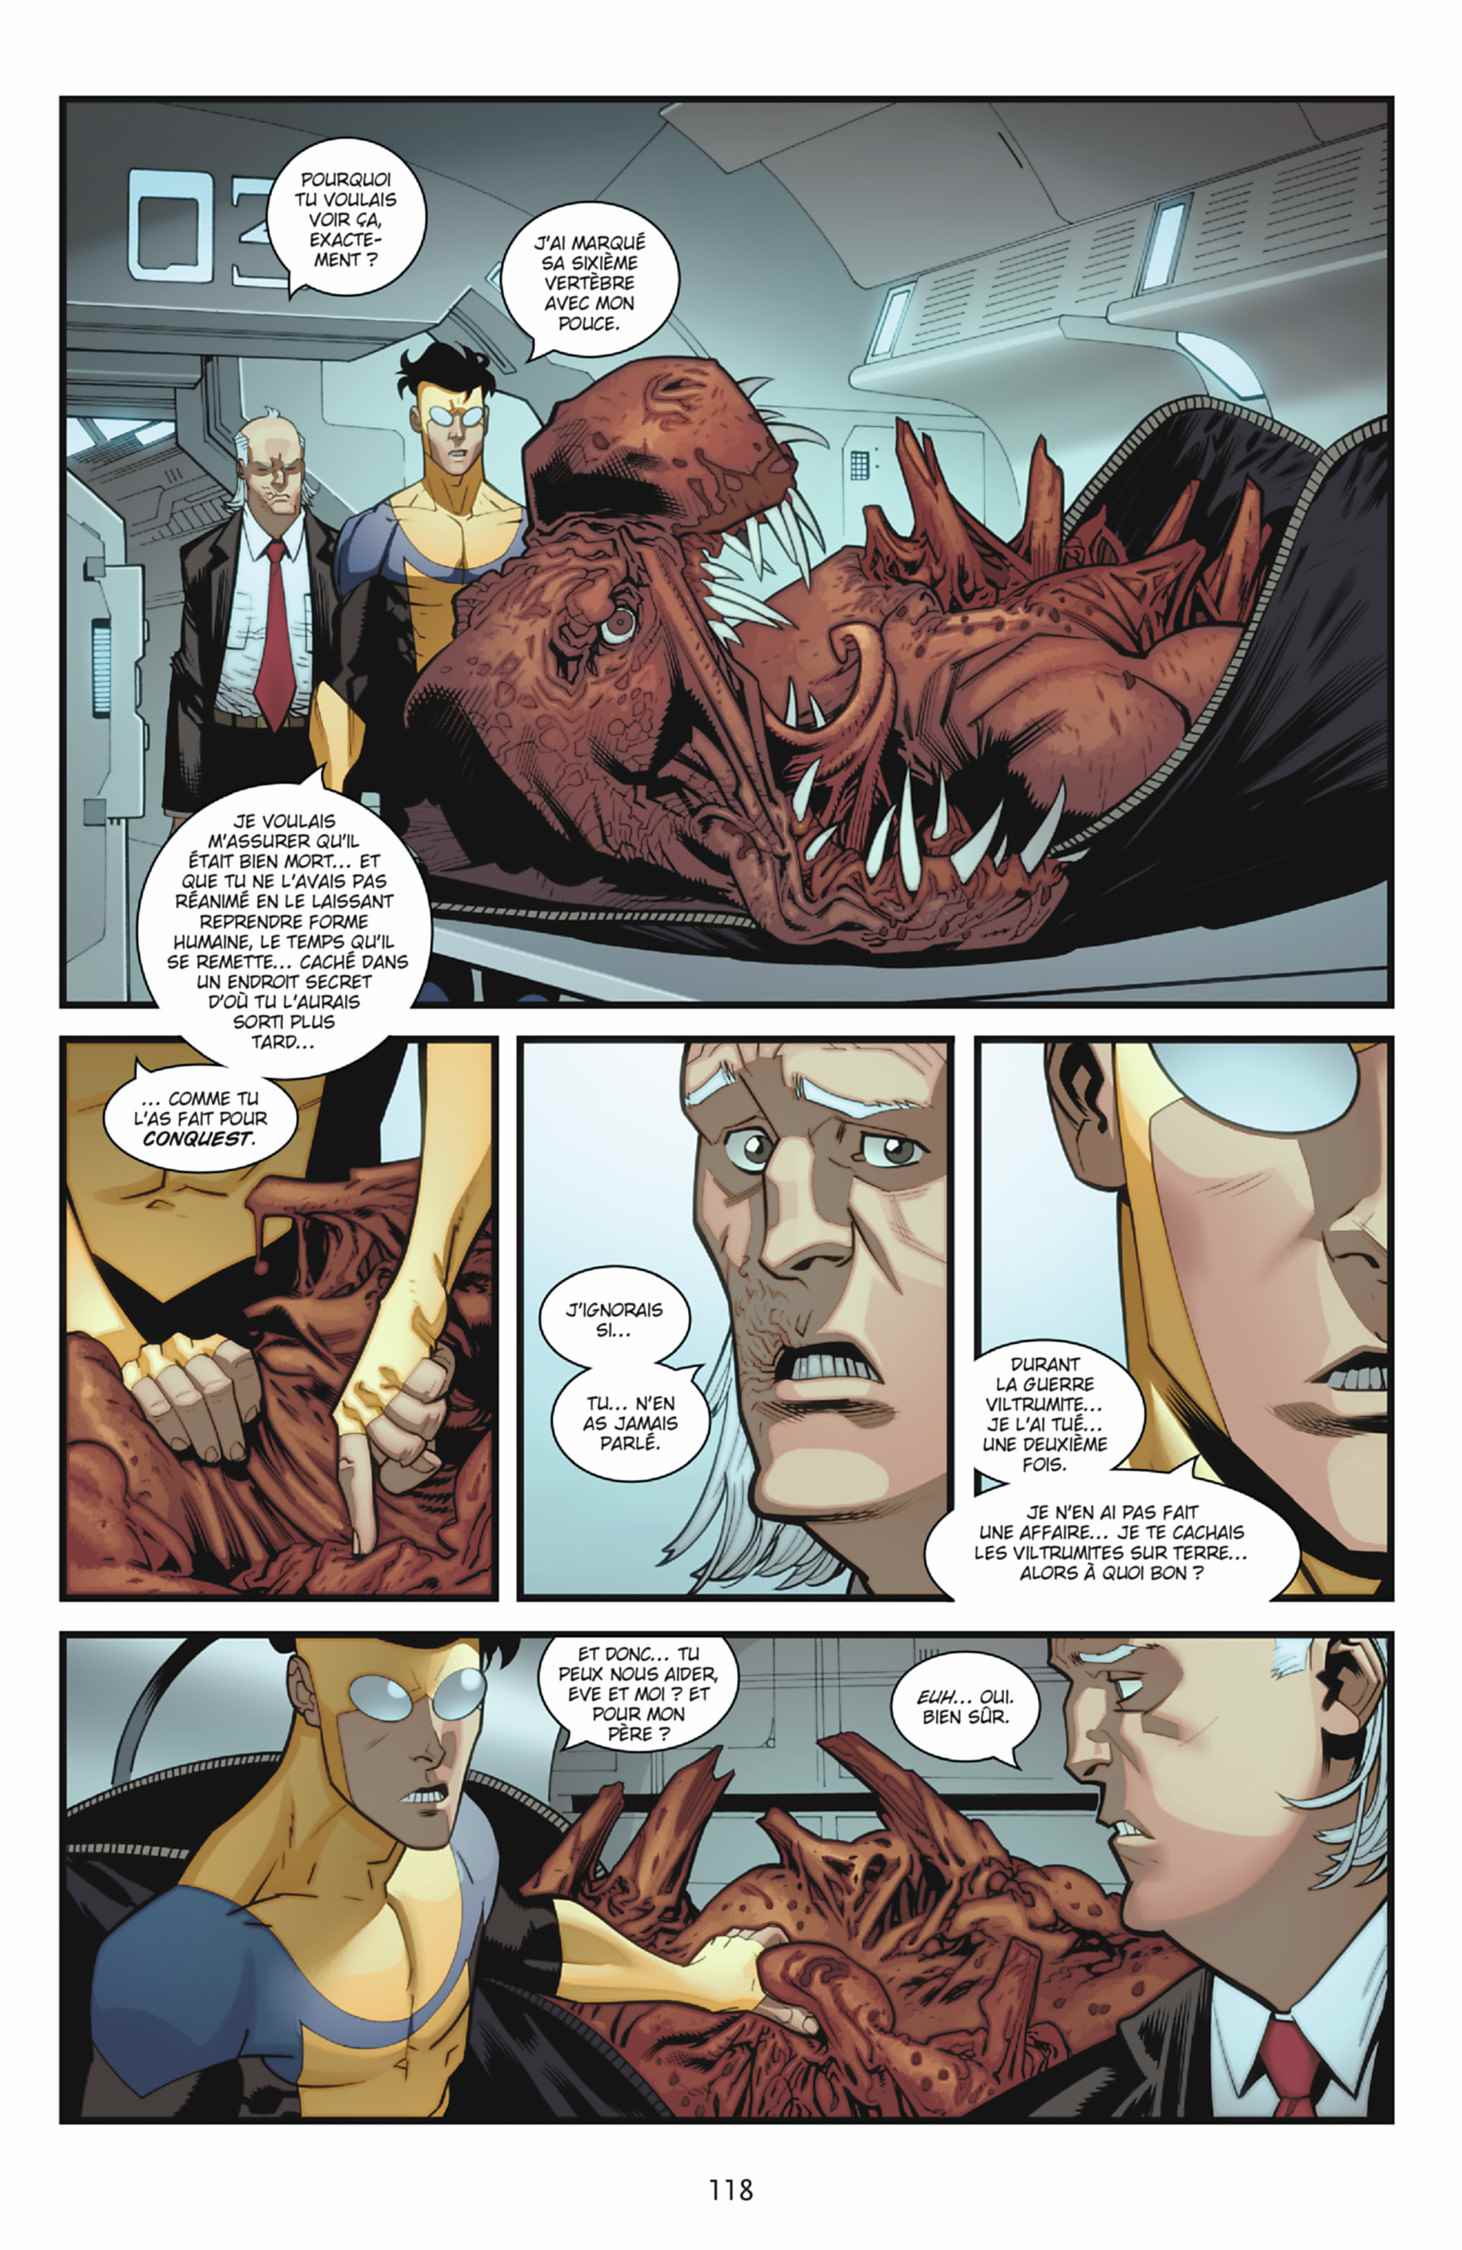 03
POURQUOI
TU VOULAIS
VOIR ÇA,
EXACTE-
MENT ?
J'AI MARQUÉ
SA SIXIÈME
VERTÈBRE
AVEC MON
POUCE.
JE VOULAIS
M'ASSURER QU'IL
ÉTAIT BIEN MORT... ET
QUE TU NE L'AVAIS PAS
RÉANIMÉ EN LE LAISSANT
REPRENDRE FORME
HUMAINE, LE TEMPS QU'IL
SE REMETTE... CACHÉ DANS
UN ENDROIT SECRET
D'OÙ TU L'AURAIS
SORTI PLUS
TARD...
... COMME TU
L'AS FAIT POUR
CONQUEST.
J'IGNORAIS
SI...
TU... N'EN
AS JAMAIS
PARLÉ.
DURANT
LA GUERRE
VILTRUMITE...
JE L'AI TUÉ...
UNE DEUXIÈME
FOIS.
JE N'EN AI PAS FAIT
UNE AFFAIRE... JE TE CACHAIS
LES VILTRUMITES SUR TERRE...
ALORS À QUOI BON ?
ET DONC... TU
PEUX NOUS AIDER,
EVE ET MOI ? ET
POUR MON
PÈRE ?
EUH... OUI.
BIEN SÛR.
118